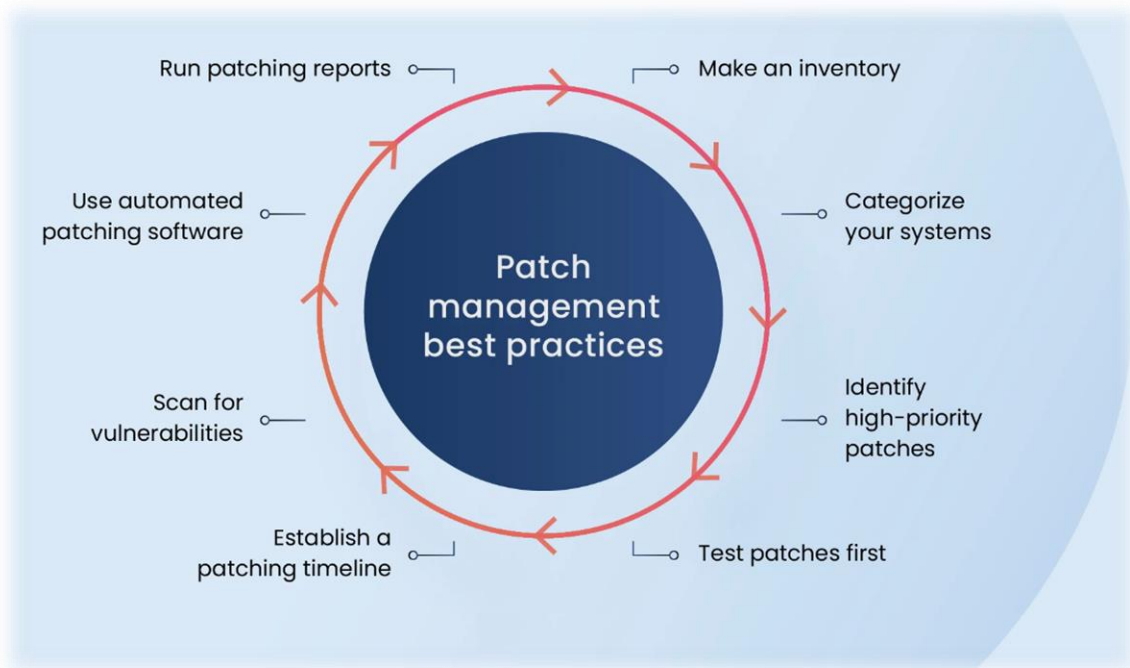 Patch
management
best practices
Make an inventory
Categorize
your systems
Identify
high-priority
patches
Test patches first
Establish a
patching timeline
Scan for
vulnerabilities
Use automated
patching software
Run patching reports